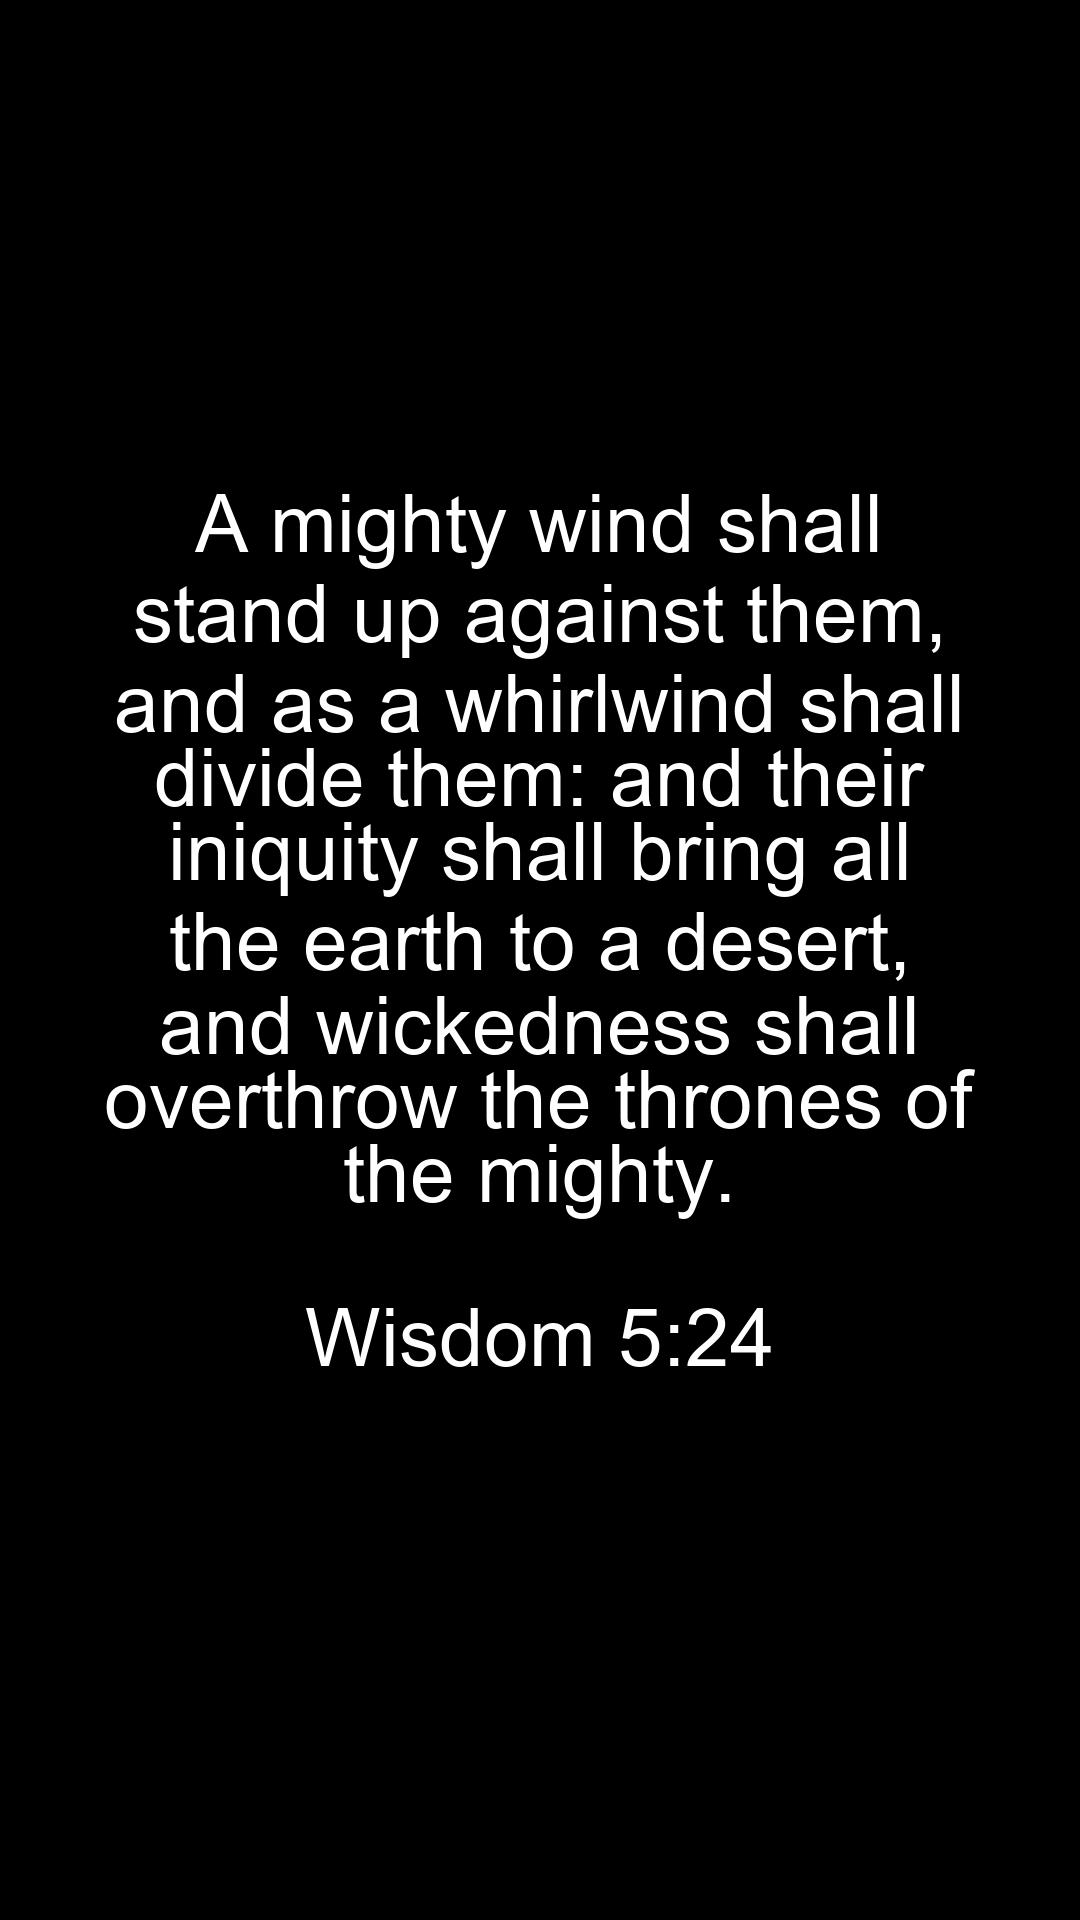 A mighty wind shall
stand up against them,
and as a whirlwind shall
divide them: and their
iniquity shall bring all
the earth to a desert,
and wickedness shall
overthrow the thrones of
the mighty.
Wisdom 5:24